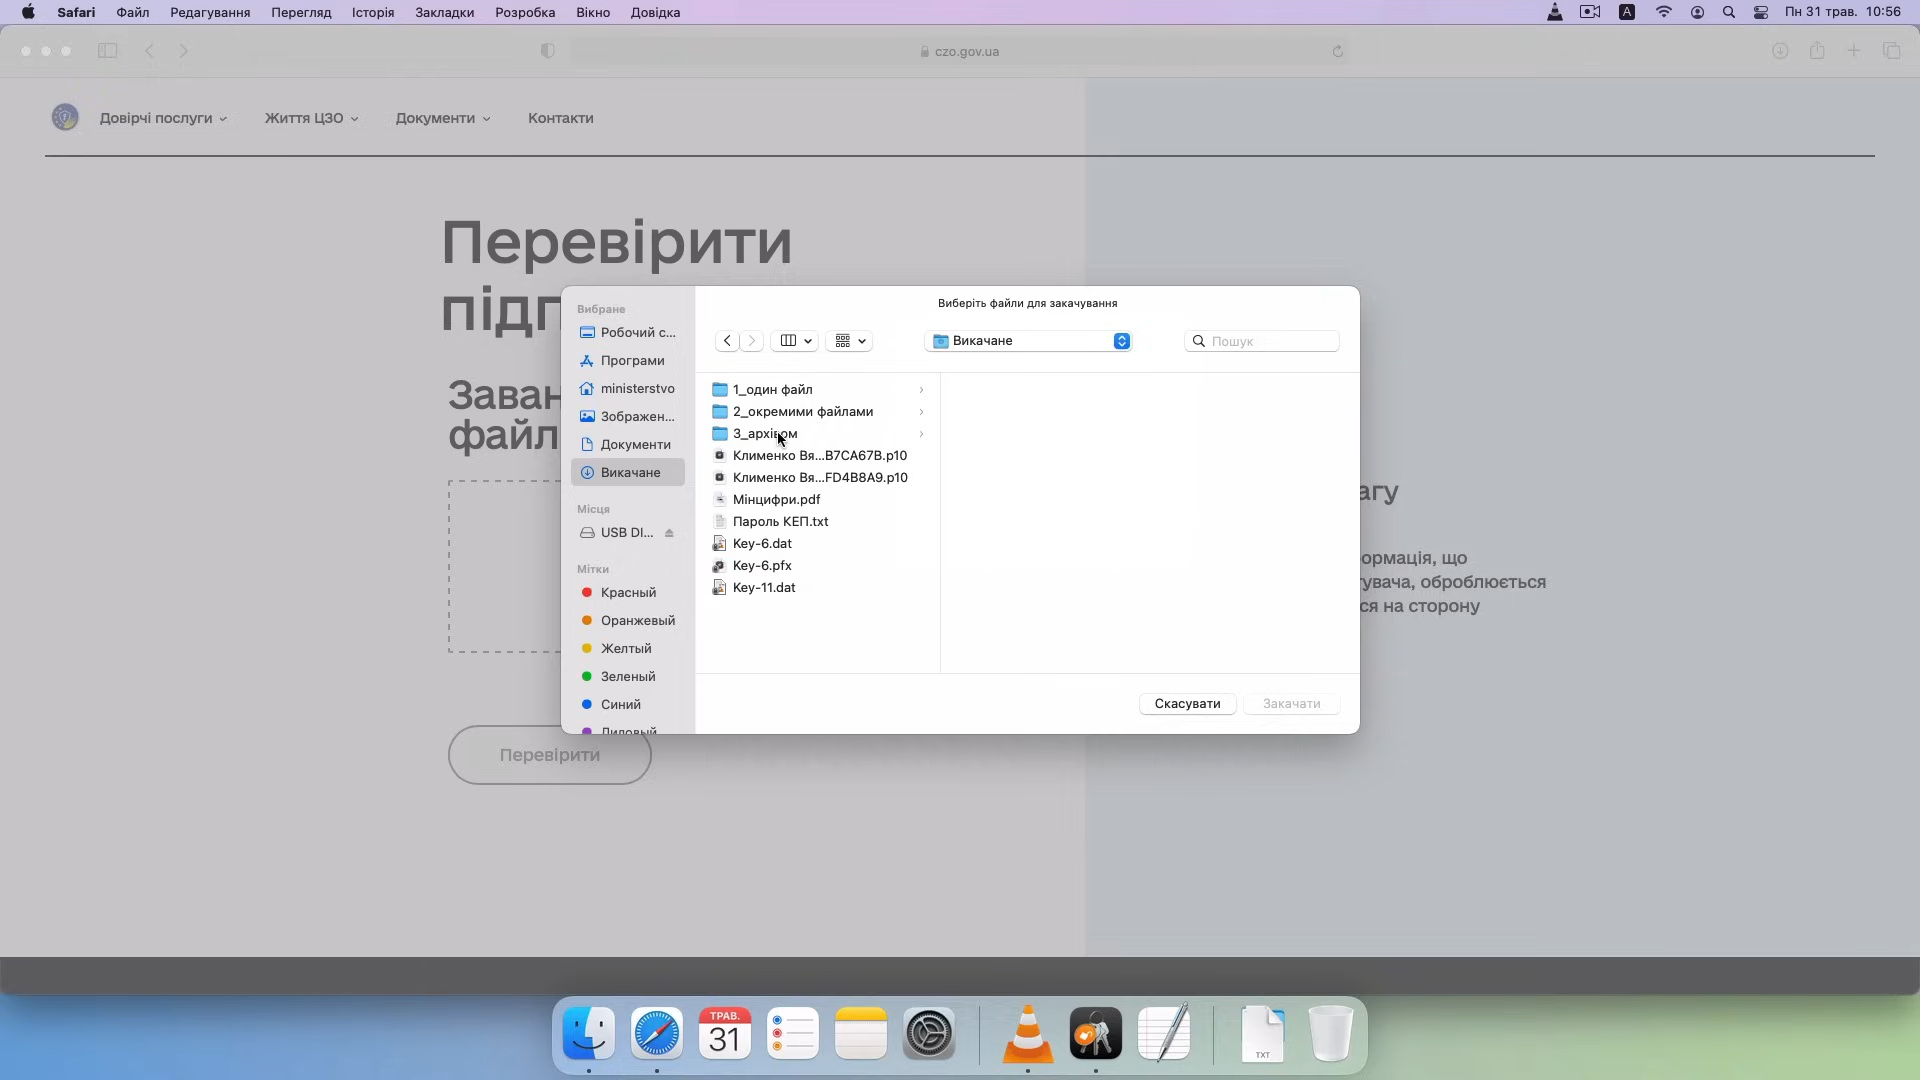 Safari Файл Редагування Перегляд Історія Закладки Розробка Вікно Довідка
A Пн 31 трав. 10:56
czo.gov.ua
Довірчі послуги Життя ЦЗО Документи Контакти
Перевірити
підп
Заван
файл
Перевірити
агу
ормація, що
увача, оброблюється
ся на сторону
Вибране
Робочий с...
Програми
ministerstvo
Зображен...
Документи
Викачане
Місця
USB DI...
Мітки
Красный
Оранжевый
Желтый
Зеленый
Синий
Лиловый
Виберіть файли для закачування
Викачане
Пошук
1_один файл
2_окремими файлами
3_архівом
Клименко Вя...B7CA67B.p10
Клименко Вя...FD4B8A9.p10
Мінцифри.pdf
Пароль КЕП.txt
Key-6.dat
Key-6.pfx
Key-11.dat
Скасувати Закачати
ТРАВ.
31
TXT